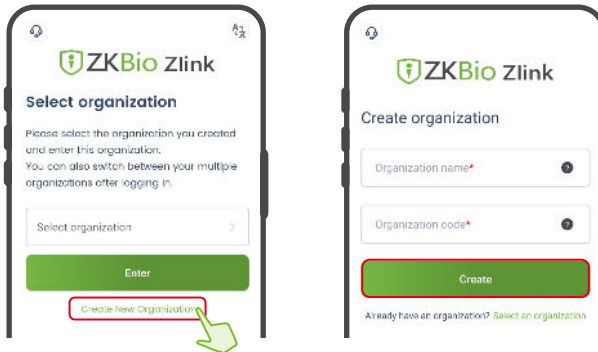 ZKBio Zlink
Select organization
Please select the organization you created
and enter this organization.
You can also switch between your multiple
organizations after logging in.
Select organization
Enter
Create New Organization
ZKBio Zlink
Create organization
Organization name*
Organization code*
Create
Already have an organization? Select an organization